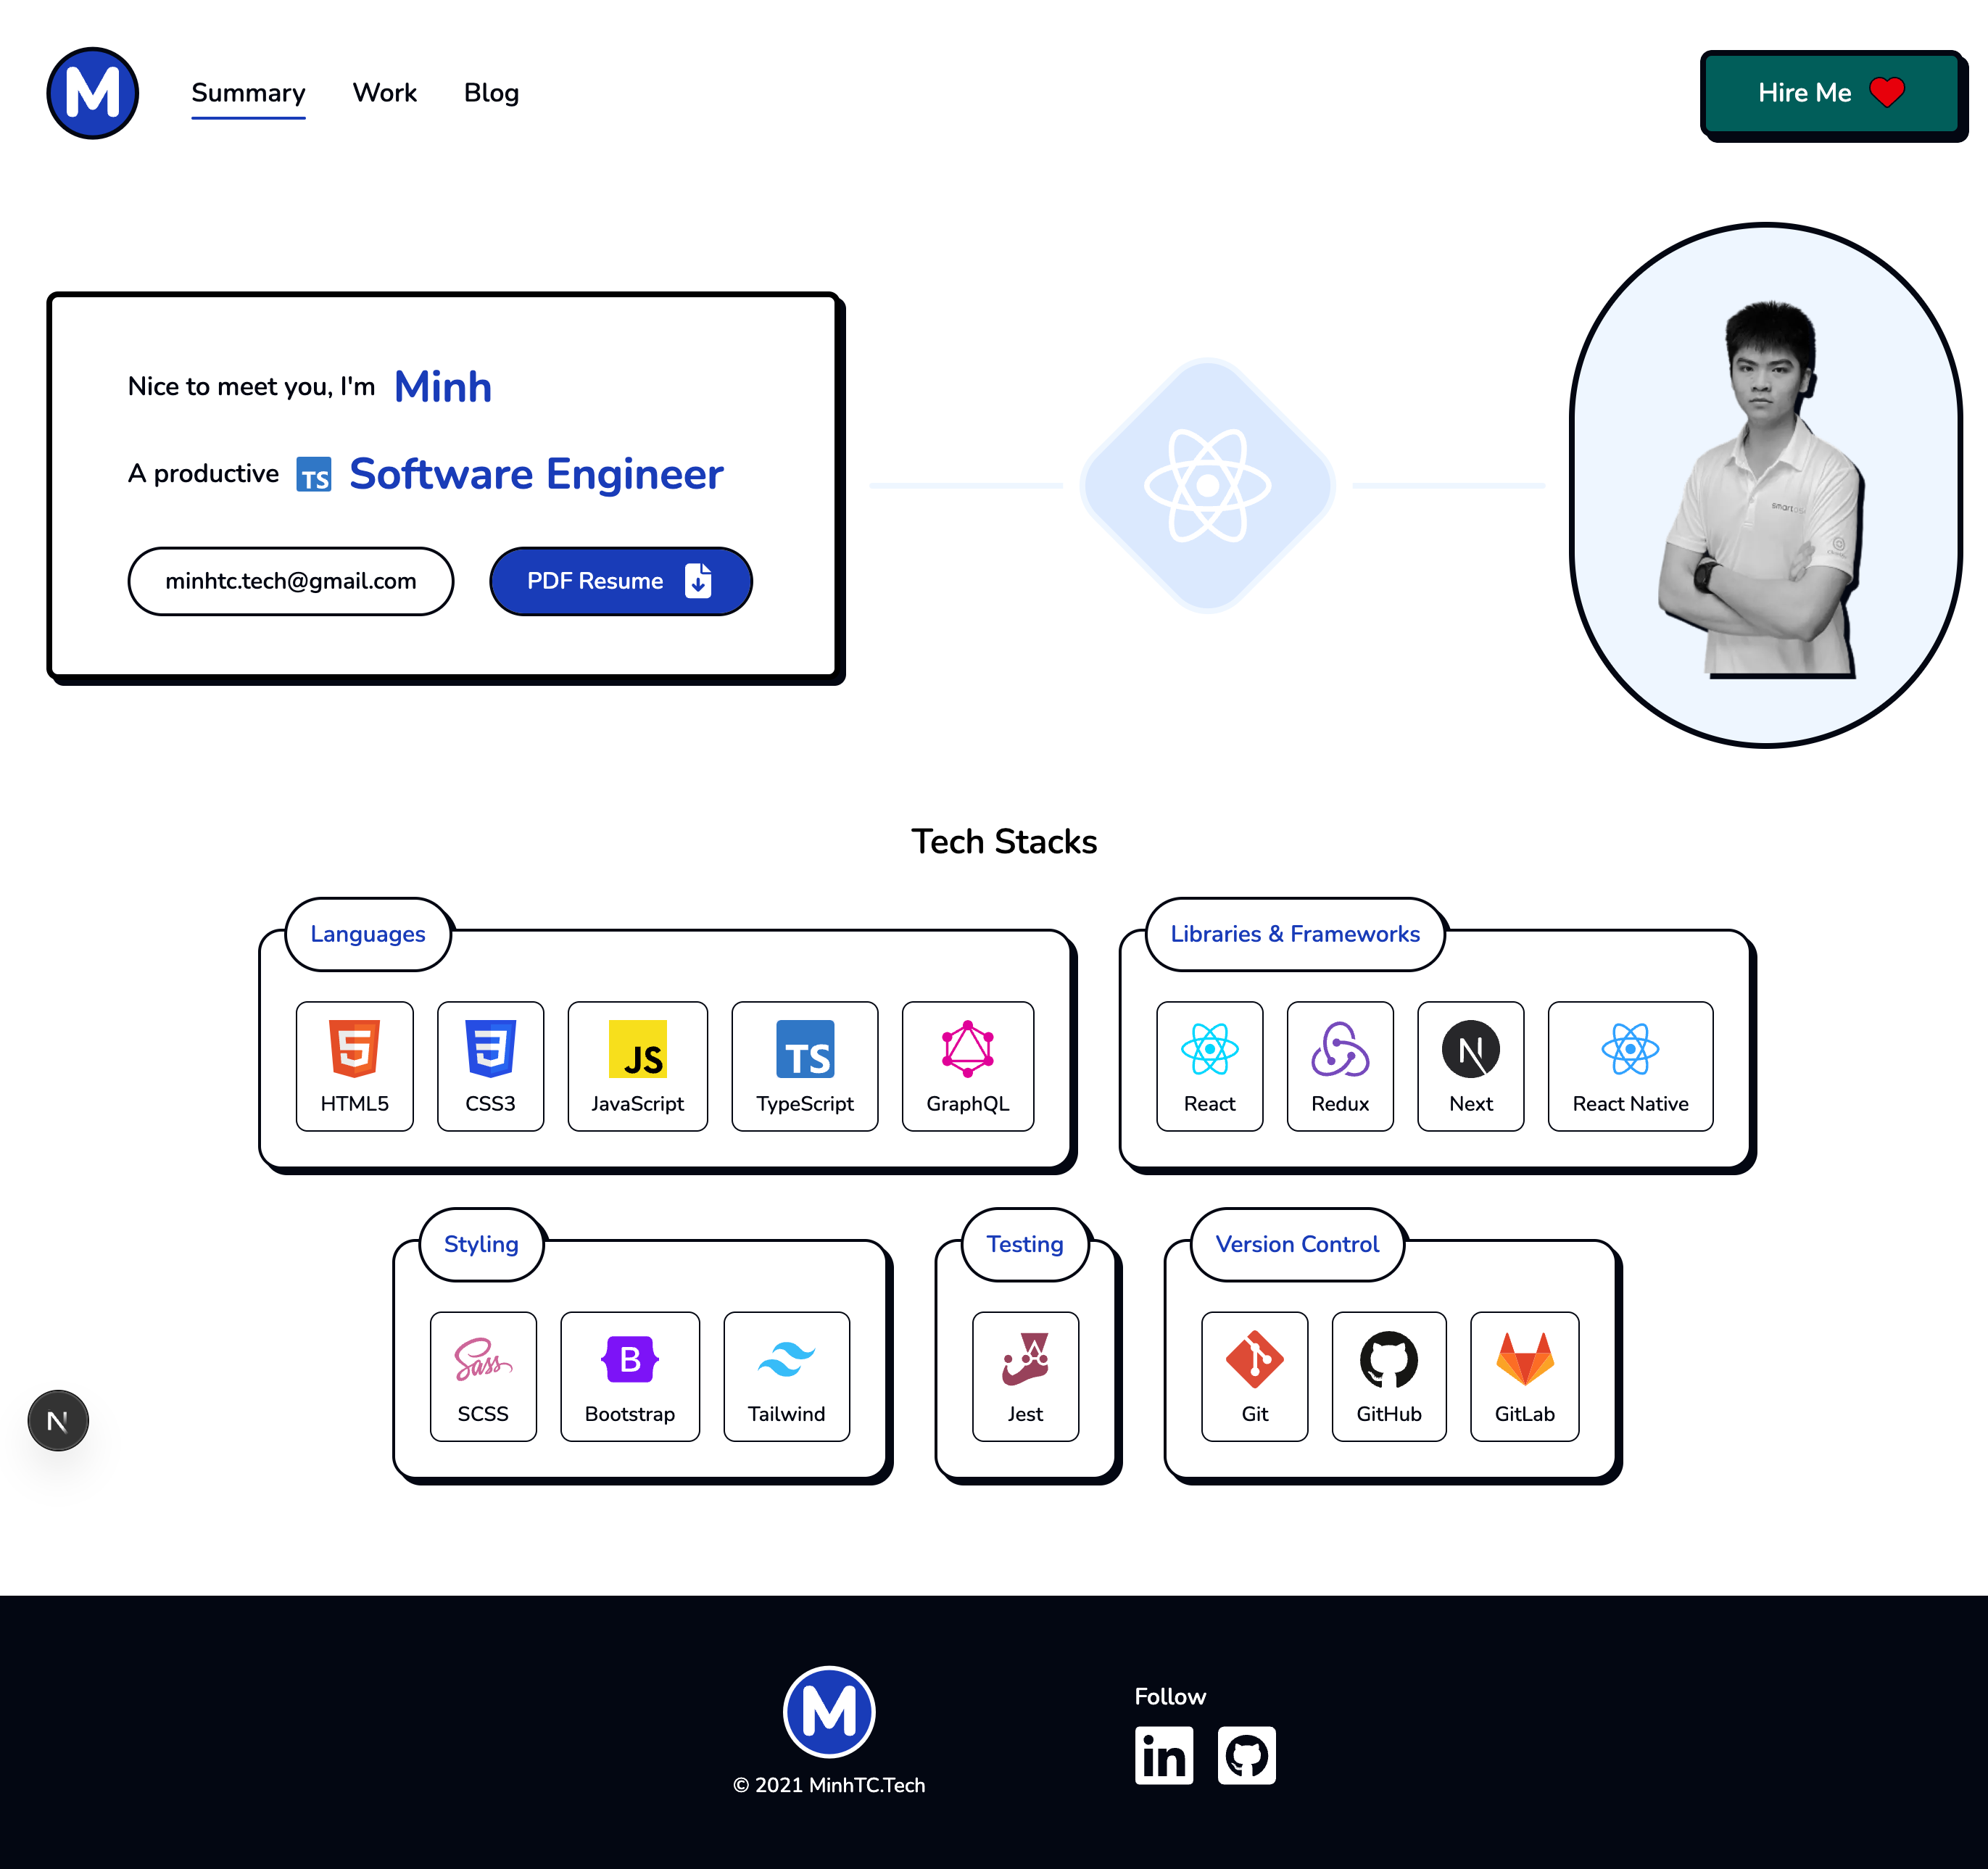 M
Summary
Work
Blog
Hire Me
Nice to meet you, I'm Minh
A productive TS Software Engineer
minhtc.tech@gmail.com
PDF Resume
Tech Stacks
Languages
5
3
JS
TS
HTML5
CSS3
JavaScript
TypeScript
GraphQL
Libraries & Frameworks
N
React
Redux
Next
React Native
Styling
Sass
B
SCSS
Bootstrap
Tailwind
Testing
Jest
Version Control
Git
GitHub
GitLab
N
M
© 2021 MinhTC.Tech
Follow
in